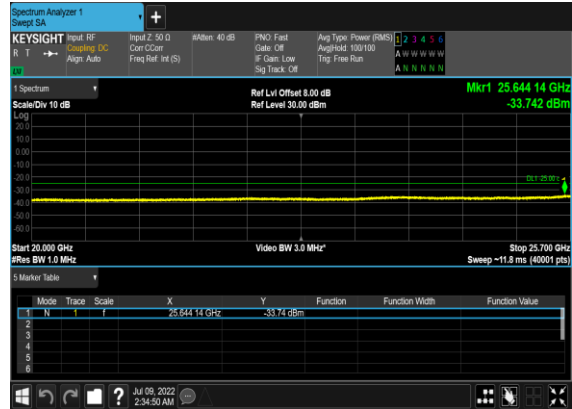 Spectrum Analyzer 1
Swept SA
+
KEYSIGHT Input: RF Input Z: 50 Ω #Atten: 40 dB PNO: Fast Avg Type: Power (RMS) 1 2 3 4 5 6
R T Coupling: DC Corr CCorr Gate: Off Avg|Hold: 100/100 A W W W W W
Align: Auto Freq Ref: Int (S) IF Gain: Low Trig: Free Run
Sig Track: Off A N N N N N
1 Spectrum Ref Lvl Offset 8.00 dB Mkr1 25.644 14 GHz
Scale/Div 10 dB Ref Level 30.00 dBm -33.742 dBm
Log
20.0
10.0
0.00
-10.0
-20.0
-30.0
-40.0
-50.0
-60.0
1
Start 20.000 GHz Video BW 3.0 MHz* Stop 25.700 GHz
#Res BW 1.0 MHz Sweep ~11.8 ms (40001 pts)
5 Marker Table
Mode Trace Scale X Y Function Function Width Function Value
1 N 1 f 25.644 14 GHz -33.74 dBm
2
3
4
5
6
? Jul 09, 2022
2:34:50 AM